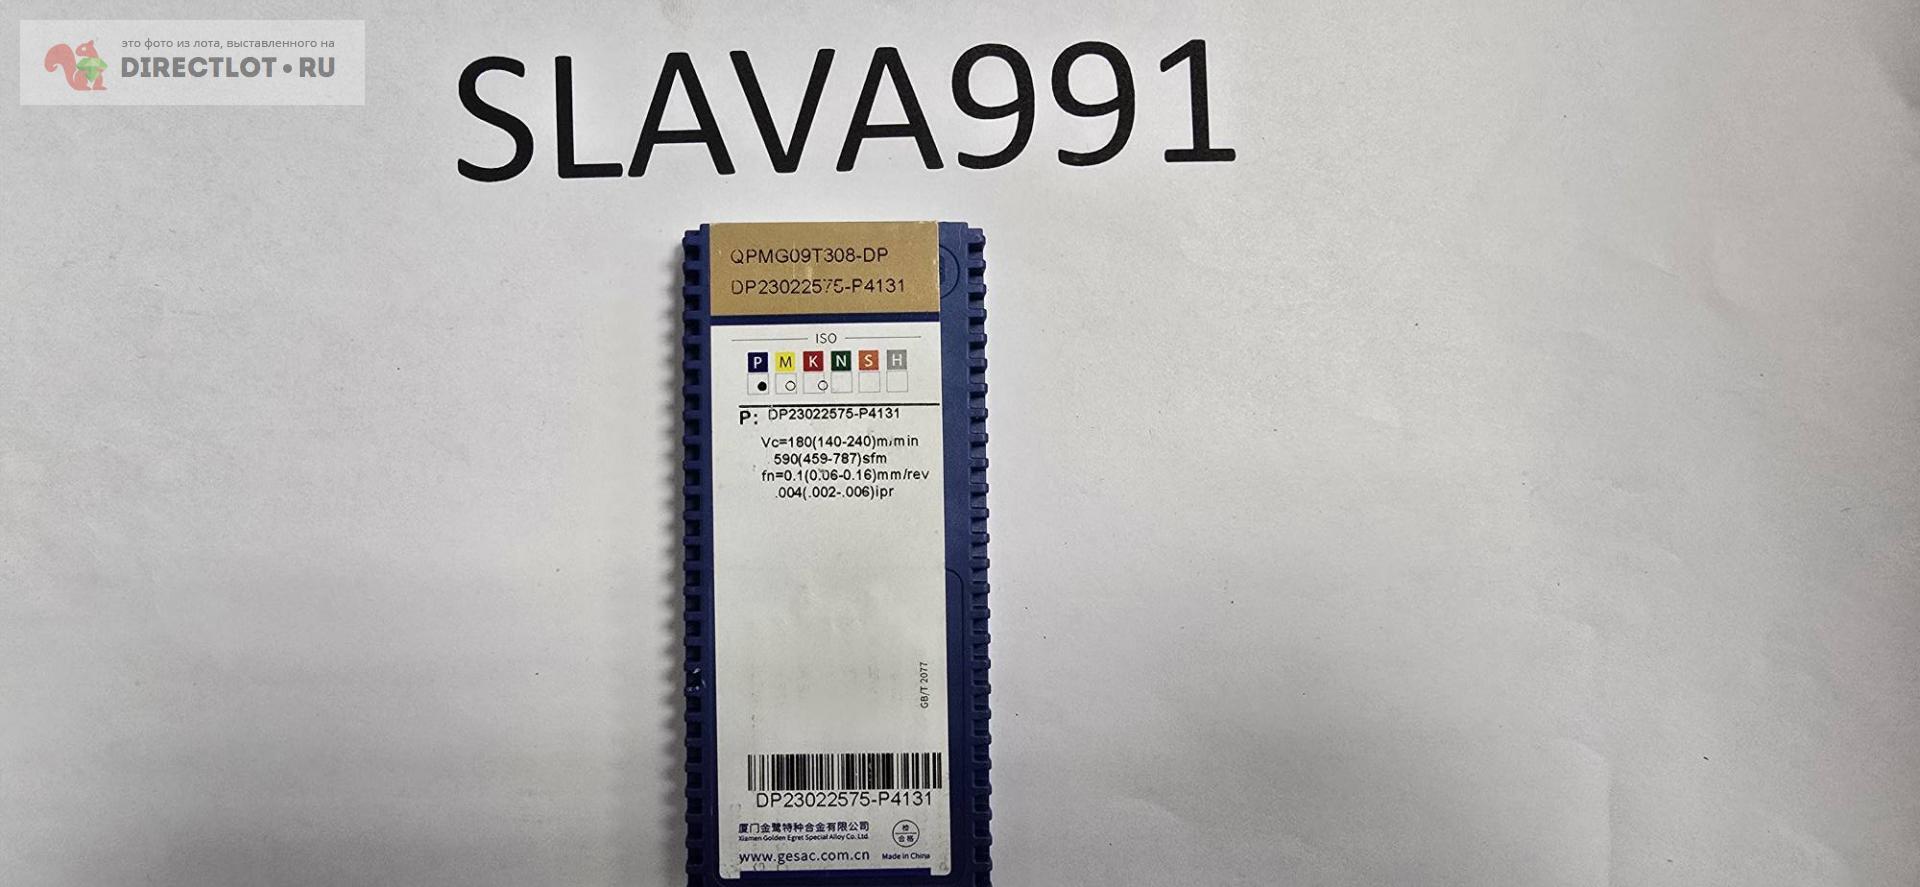 это фото из лота, выставленного на
DIRECTLOT•RU
SLAVA991
QPMG09T308-DP
DP23022575-P4131
ISO
P M K N S H
P: DP23022575-P4131
Vc=180(140-240)m/min
590(459-787)sfm
fn=0.1(0.06-0.16)mm/rev
.004(.002-.006)ipr
GB/T 2077
DP23022575-P4131
厦门金鹭特种合金有限公司
Xiamen Golden Egret Special Alloy Co. Ltd.
检
合格
www.gesac.com.cn Made in China